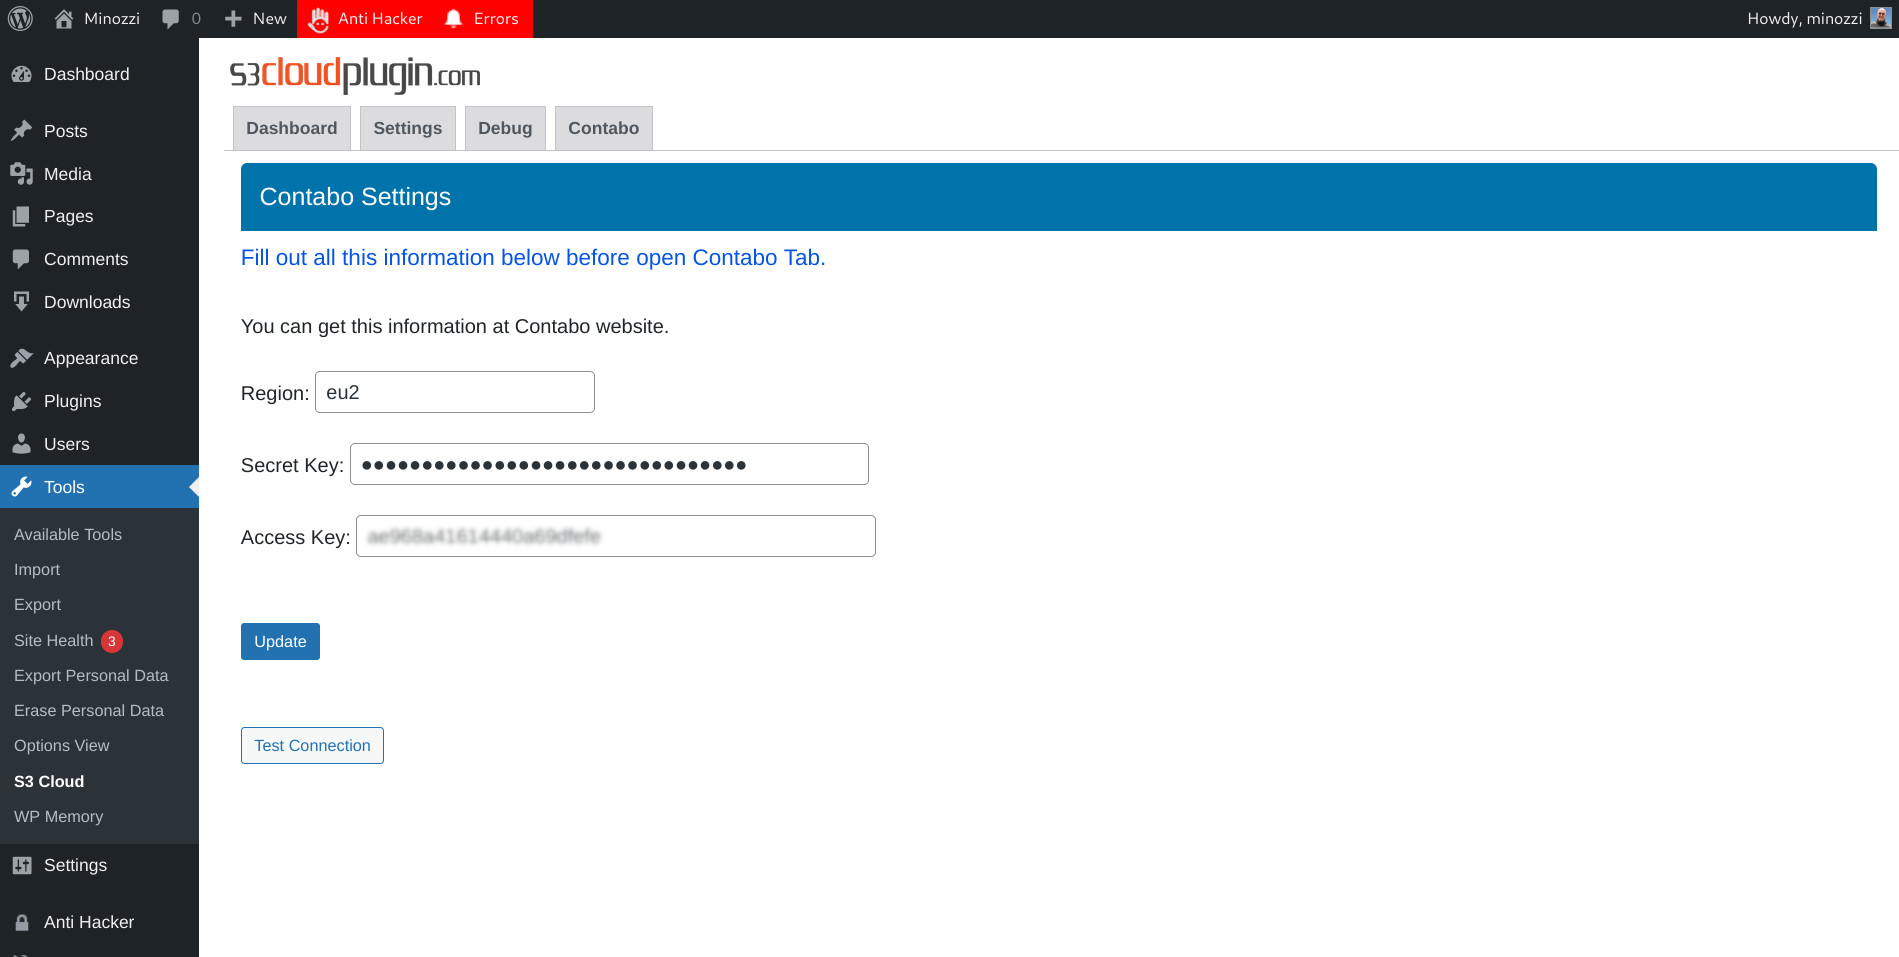 Minozzi 0 New Anti Hacker Errors Howdy, minozzi
Dashboard
Posts
Media
Pages
Comments
Downloads
Appearance
Plugins
Users
Tools
Available Tools
Import
Export
Site Health 3
Export Personal Data
Erase Personal Data
Options View
S3 Cloud
WP Memory
Settings
Anti Hacker
s3cloudplugin.com
Dashboard Settings Debug Contabo
Contabo Settings
Fill out all this information below before open Contabo Tab.
You can get this information at Contabo website.
Region: eu2
Secret Key: ••••••••••••••••••••••••••••••••
Access Key:
Update
Test Connection